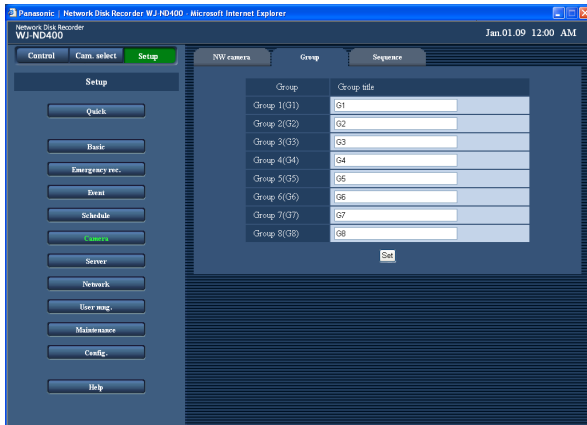 Panasonic | Network Disk Recorder WJ-ND400 - Microsoft Internet Explorer
Network Disk Recorder
WJ-ND400
Jan.01.09 12:00 AM
Control Cam. select Setup
NW camera Group Sequence
Setup
Quick
Basic
Emergency rec.
Event
Schedule
Camera
Server
Network
User mng.
Maintenance
Config.
Help
Group Group title
Group 1(G1) G1
Group 2(G2) G2
Group 3(G3) G3
Group 4(G4) G4
Group 5(G5) G5
Group 6(G6) G6
Group 7(G7) G7
Group 8(G8) G8
Set